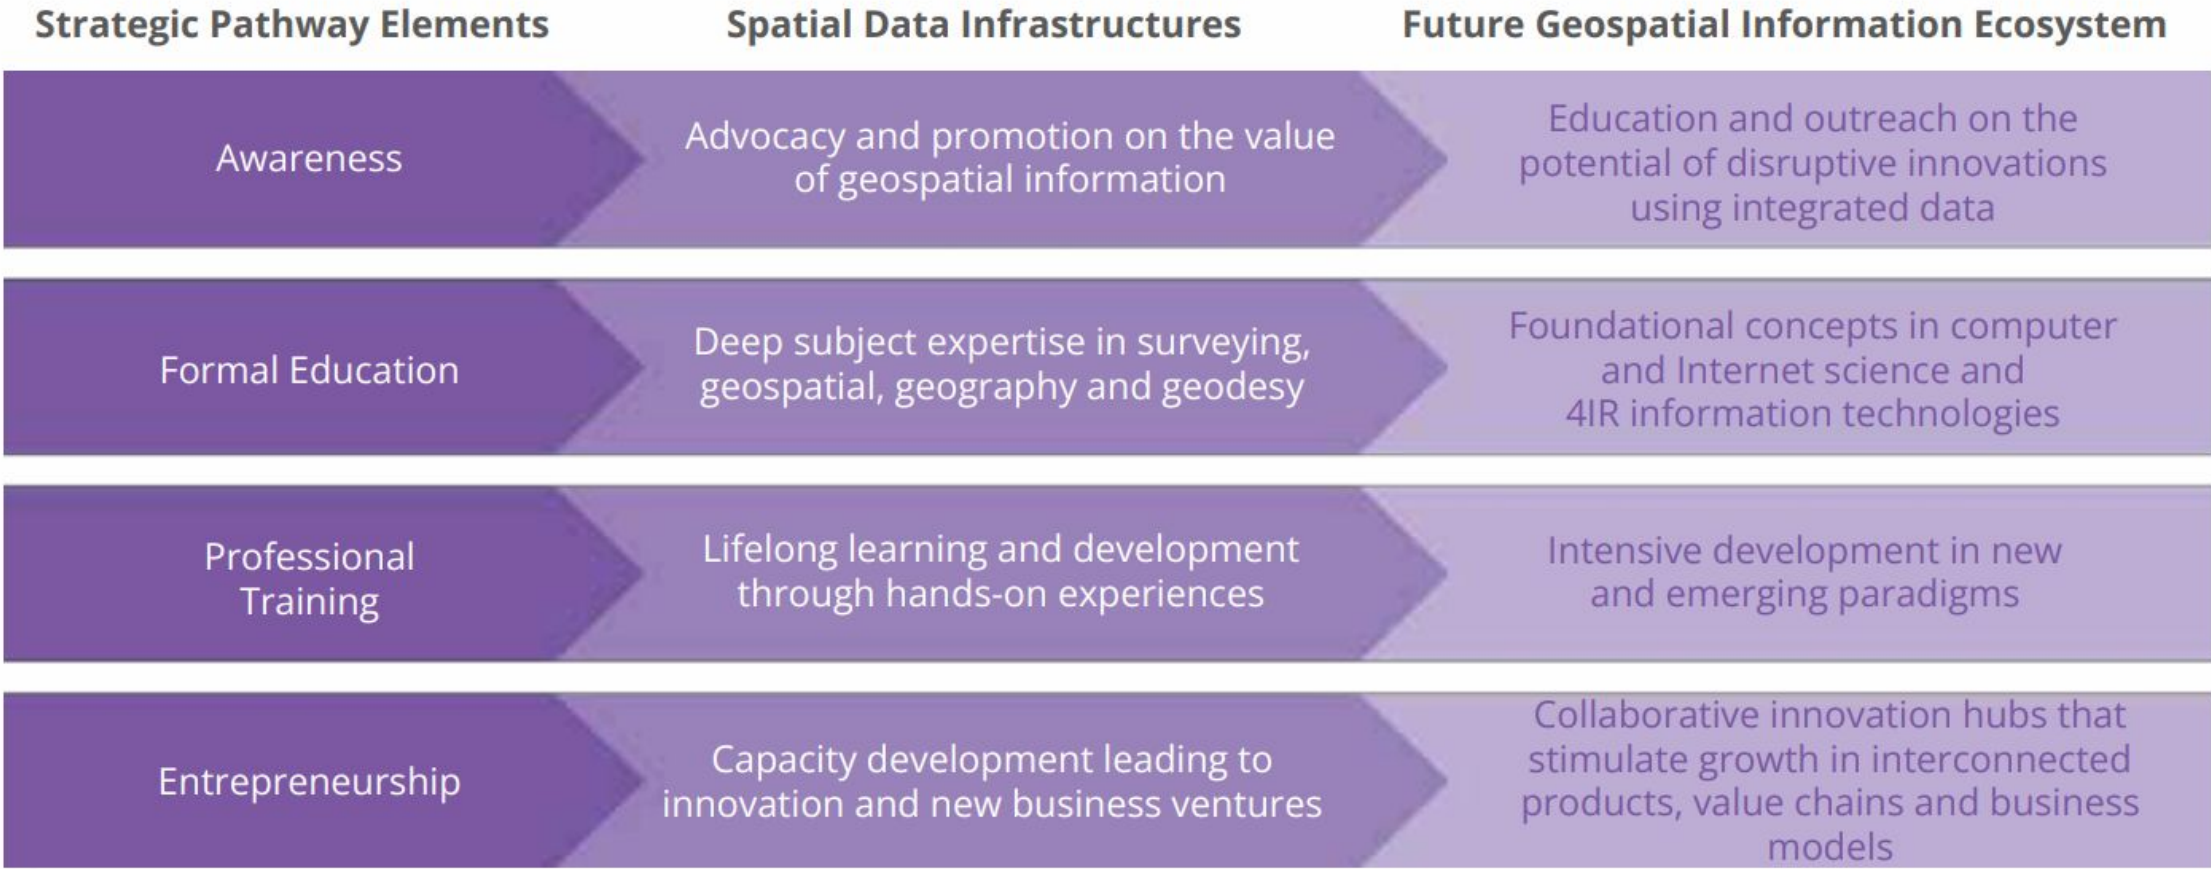 Strategic Pathway Elements
Spatial Data Infrastructures
Future Geospatial Information Ecosystem
Awareness
Advocacy and promotion on the value
of geospatial information
Education and outreach on the
potential of disruptive innovations
using integrated data
Formal Education
Deep subject expertise in surveying,
geospatial, geography and geodesy
Foundational concepts in computer
and Internet science and
4IR information technologies
Professional
Training
Lifelong learning and development
through hands-on experiences
Intensive development in new
and emerging paradigms
Entrepreneurship
Capacity development leading to
innovation and new business ventures
Collaborative innovation hubs that
stimulate growth in interconnected
products, value chains and business
models